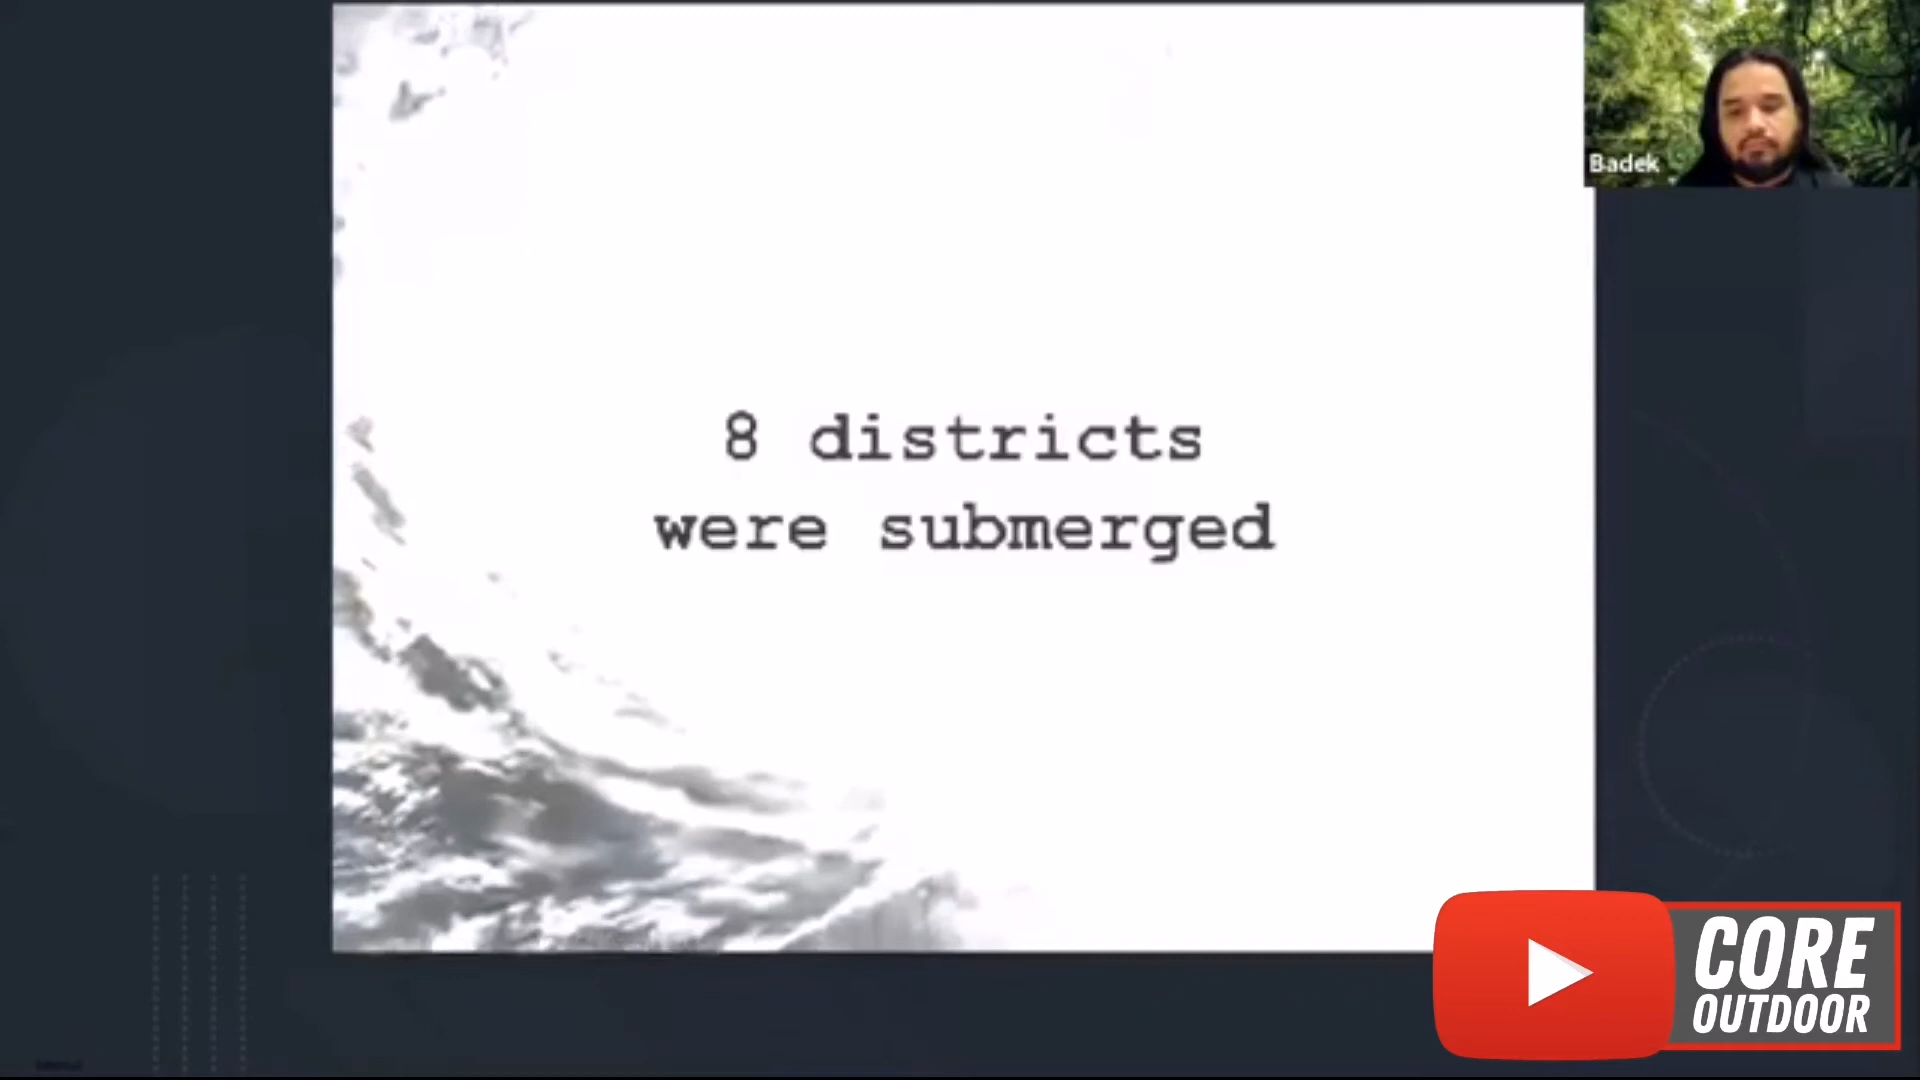 Badek
8 districts
were submerged
CORE
OUTDOOR